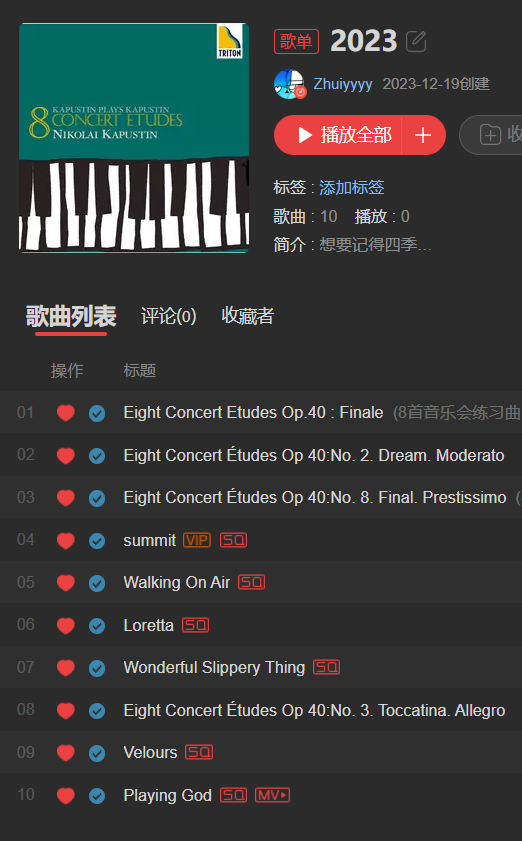 TRITON
KAPUSTIN PLAYS KAPUSTIN
8 CONCERT ETUDES
NIKOLAI KAPUSTIN
歌单 2023
Zhuiyyyy 2023-12-19创建
播放全部 + 收
标签 : 添加标签
歌曲 : 10 播放 : 0
简介 : 想要记得四季...
歌曲列表 评论(0) 收藏者
操作 标题
01 Eight Concert Etudes Op.40 : Finale (8首音乐会练习曲
02 Eight Concert Études Op 40:No. 2. Dream. Moderato
03 Eight Concert Études Op 40:No. 8. Final. Prestissimo (
04 summit VIP SQ
05 Walking On Air SQ
06 Loretta SQ
07 Wonderful Slippery Thing SQ
08 Eight Concert Études Op 40:No. 3. Toccatina. Allegro
09 Velours SQ
10 Playing God SQ MV